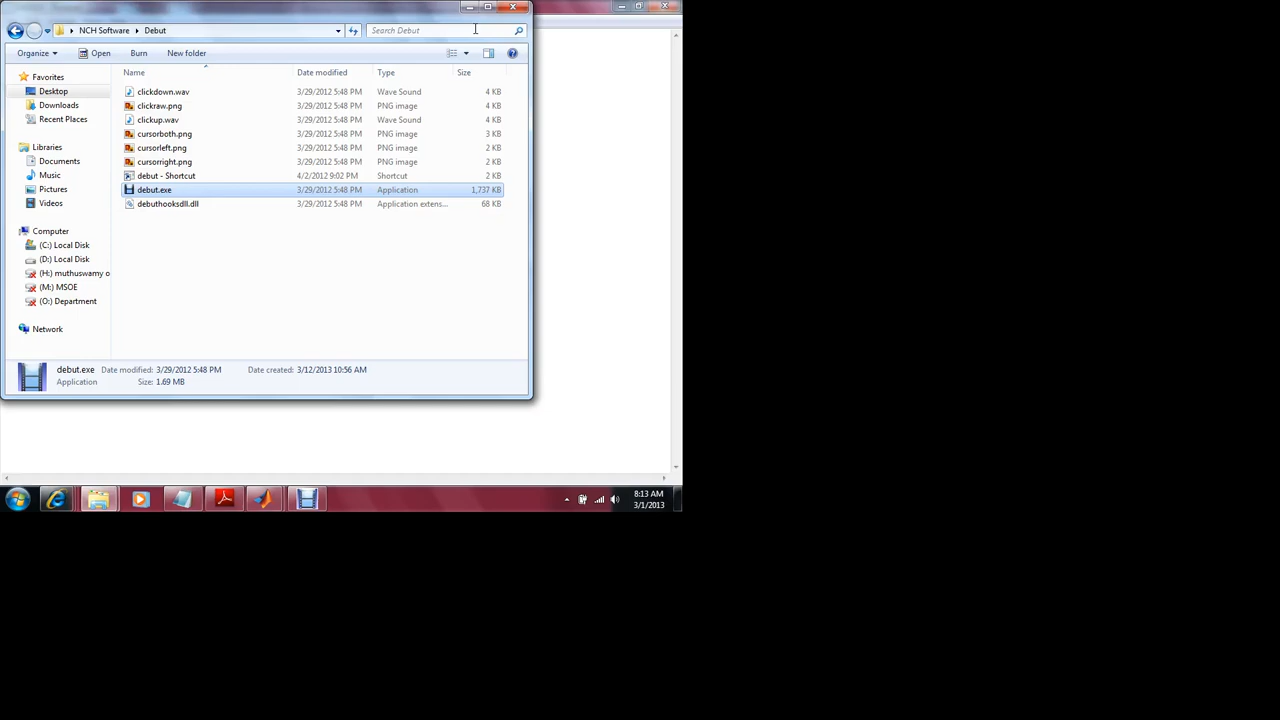 NCH Software Debut Search Debut
Organize Open Burn New folder
Name Date modified Type Size
Favorites
Desktop
Downloads
Recent Places
Libraries
Documents
Music
Pictures
Videos
Computer
(C:) Local Disk
(D:) Local Disk
(H:) muthuswamy o
(M:) MSOE
(O:) Department
Network
clickdown.wav 3/29/2012 5:48 PM Wave Sound 4 KB
clickraw.png 3/29/2012 5:48 PM PNG image 4 KB
clickup.wav 3/29/2012 5:48 PM Wave Sound 4 KB
cursorboth.png 3/29/2012 5:48 PM PNG image 3 KB
cursorleft.png 3/29/2012 5:48 PM PNG image 2 KB
cursorright.png 3/29/2012 5:48 PM PNG image 2 KB
debut - Shortcut 4/2/2012 9:02 PM Shortcut 2 KB
debut.exe 3/29/2012 5:48 PM Application 1,737 KB
debuthooksdll.dll 3/29/2012 5:48 PM Application extens... 68 KB
debut.exe Date modified: 3/29/2012 5:48 PM Date created: 3/12/2013 10:56 AM
Application Size: 1.69 MB
8:13 AM
3/1/2013